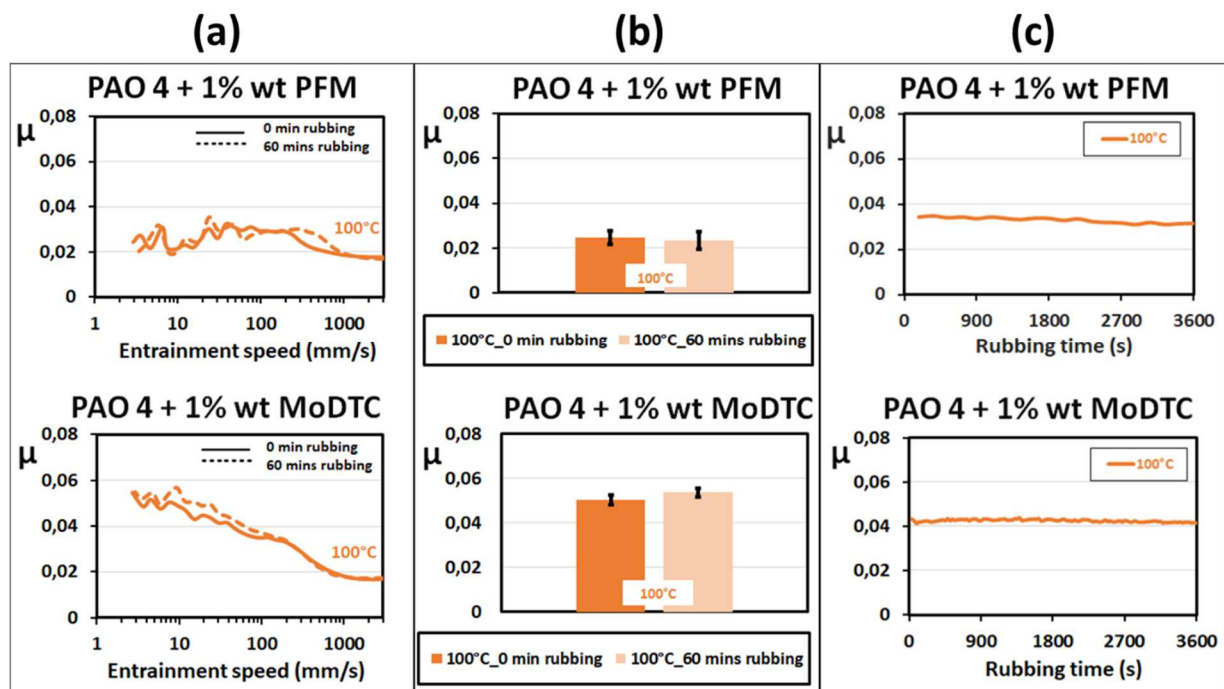 (a)
(b)
(c)
PAO 4 + 1% wt PFM
μ
0,08
0,06
0,04
0,02
0
0 min rubbing
60 mins rubbing
100°C
1 10 100 1000
Entrainment speed (mm/s)
PAO 4 + 1% wt PFM
μ
0,08
0,06
0,04
0,02
0
100°C
100°C_0 min rubbing 100°C_60 mins rubbing
PAO 4 + 1% wt PFM
μ
0,08
0,06
0,04
0,02
0
100°C
0 900 1800 2700 3600
Rubbing time (s)
PAO 4 + 1% wt MoDTC
μ
0,08
0,06
0,04
0,02
0
0 min rubbing
60 mins rubbing
100°C
1 10 100 1000
Entrainment speed (mm/s)
PAO 4 + 1% wt MoDTC
μ
0,08
0,06
0,04
0,02
0
100°C
100°C_0 min rubbing 100°C_60 mins rubbing
PAO 4 + 1% wt MoDTC
μ
0,08
0,06
0,04
0,02
0
100°C
0 900 1800 2700 3600
Rubbing time (s)